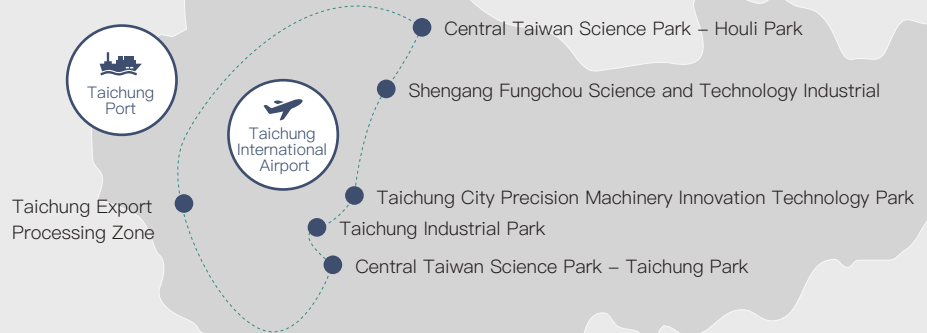 Central Taiwan Science Park – Houli Park
Taichung
Port
Shengang Fungchou Science and Technology Industrial
Taichung
International
Airport
Taichung City Precision Machinery Innovation Technology Park
Taichung Export
Processing Zone
Taichung Industrial Park
Central Taiwan Science Park – Taichung Park